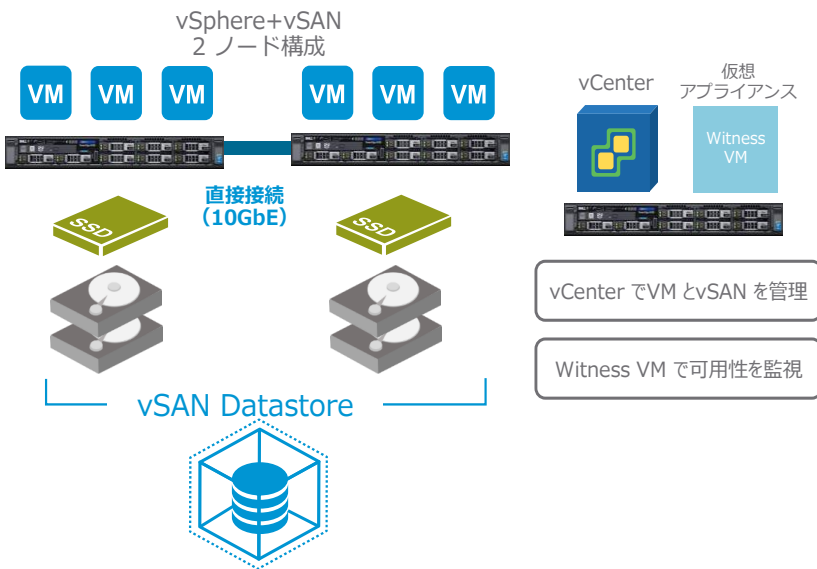 vSphere+vSAN
2 ノード構成
VM VM VM VM VM VM
直接接続
(10GbE)
SSD SSD
vSAN Datastore
vCenter
仮想
アプライアンス
Witness
VM
vCenter でVM とvSAN を管理
Witness VM で可用性を監視